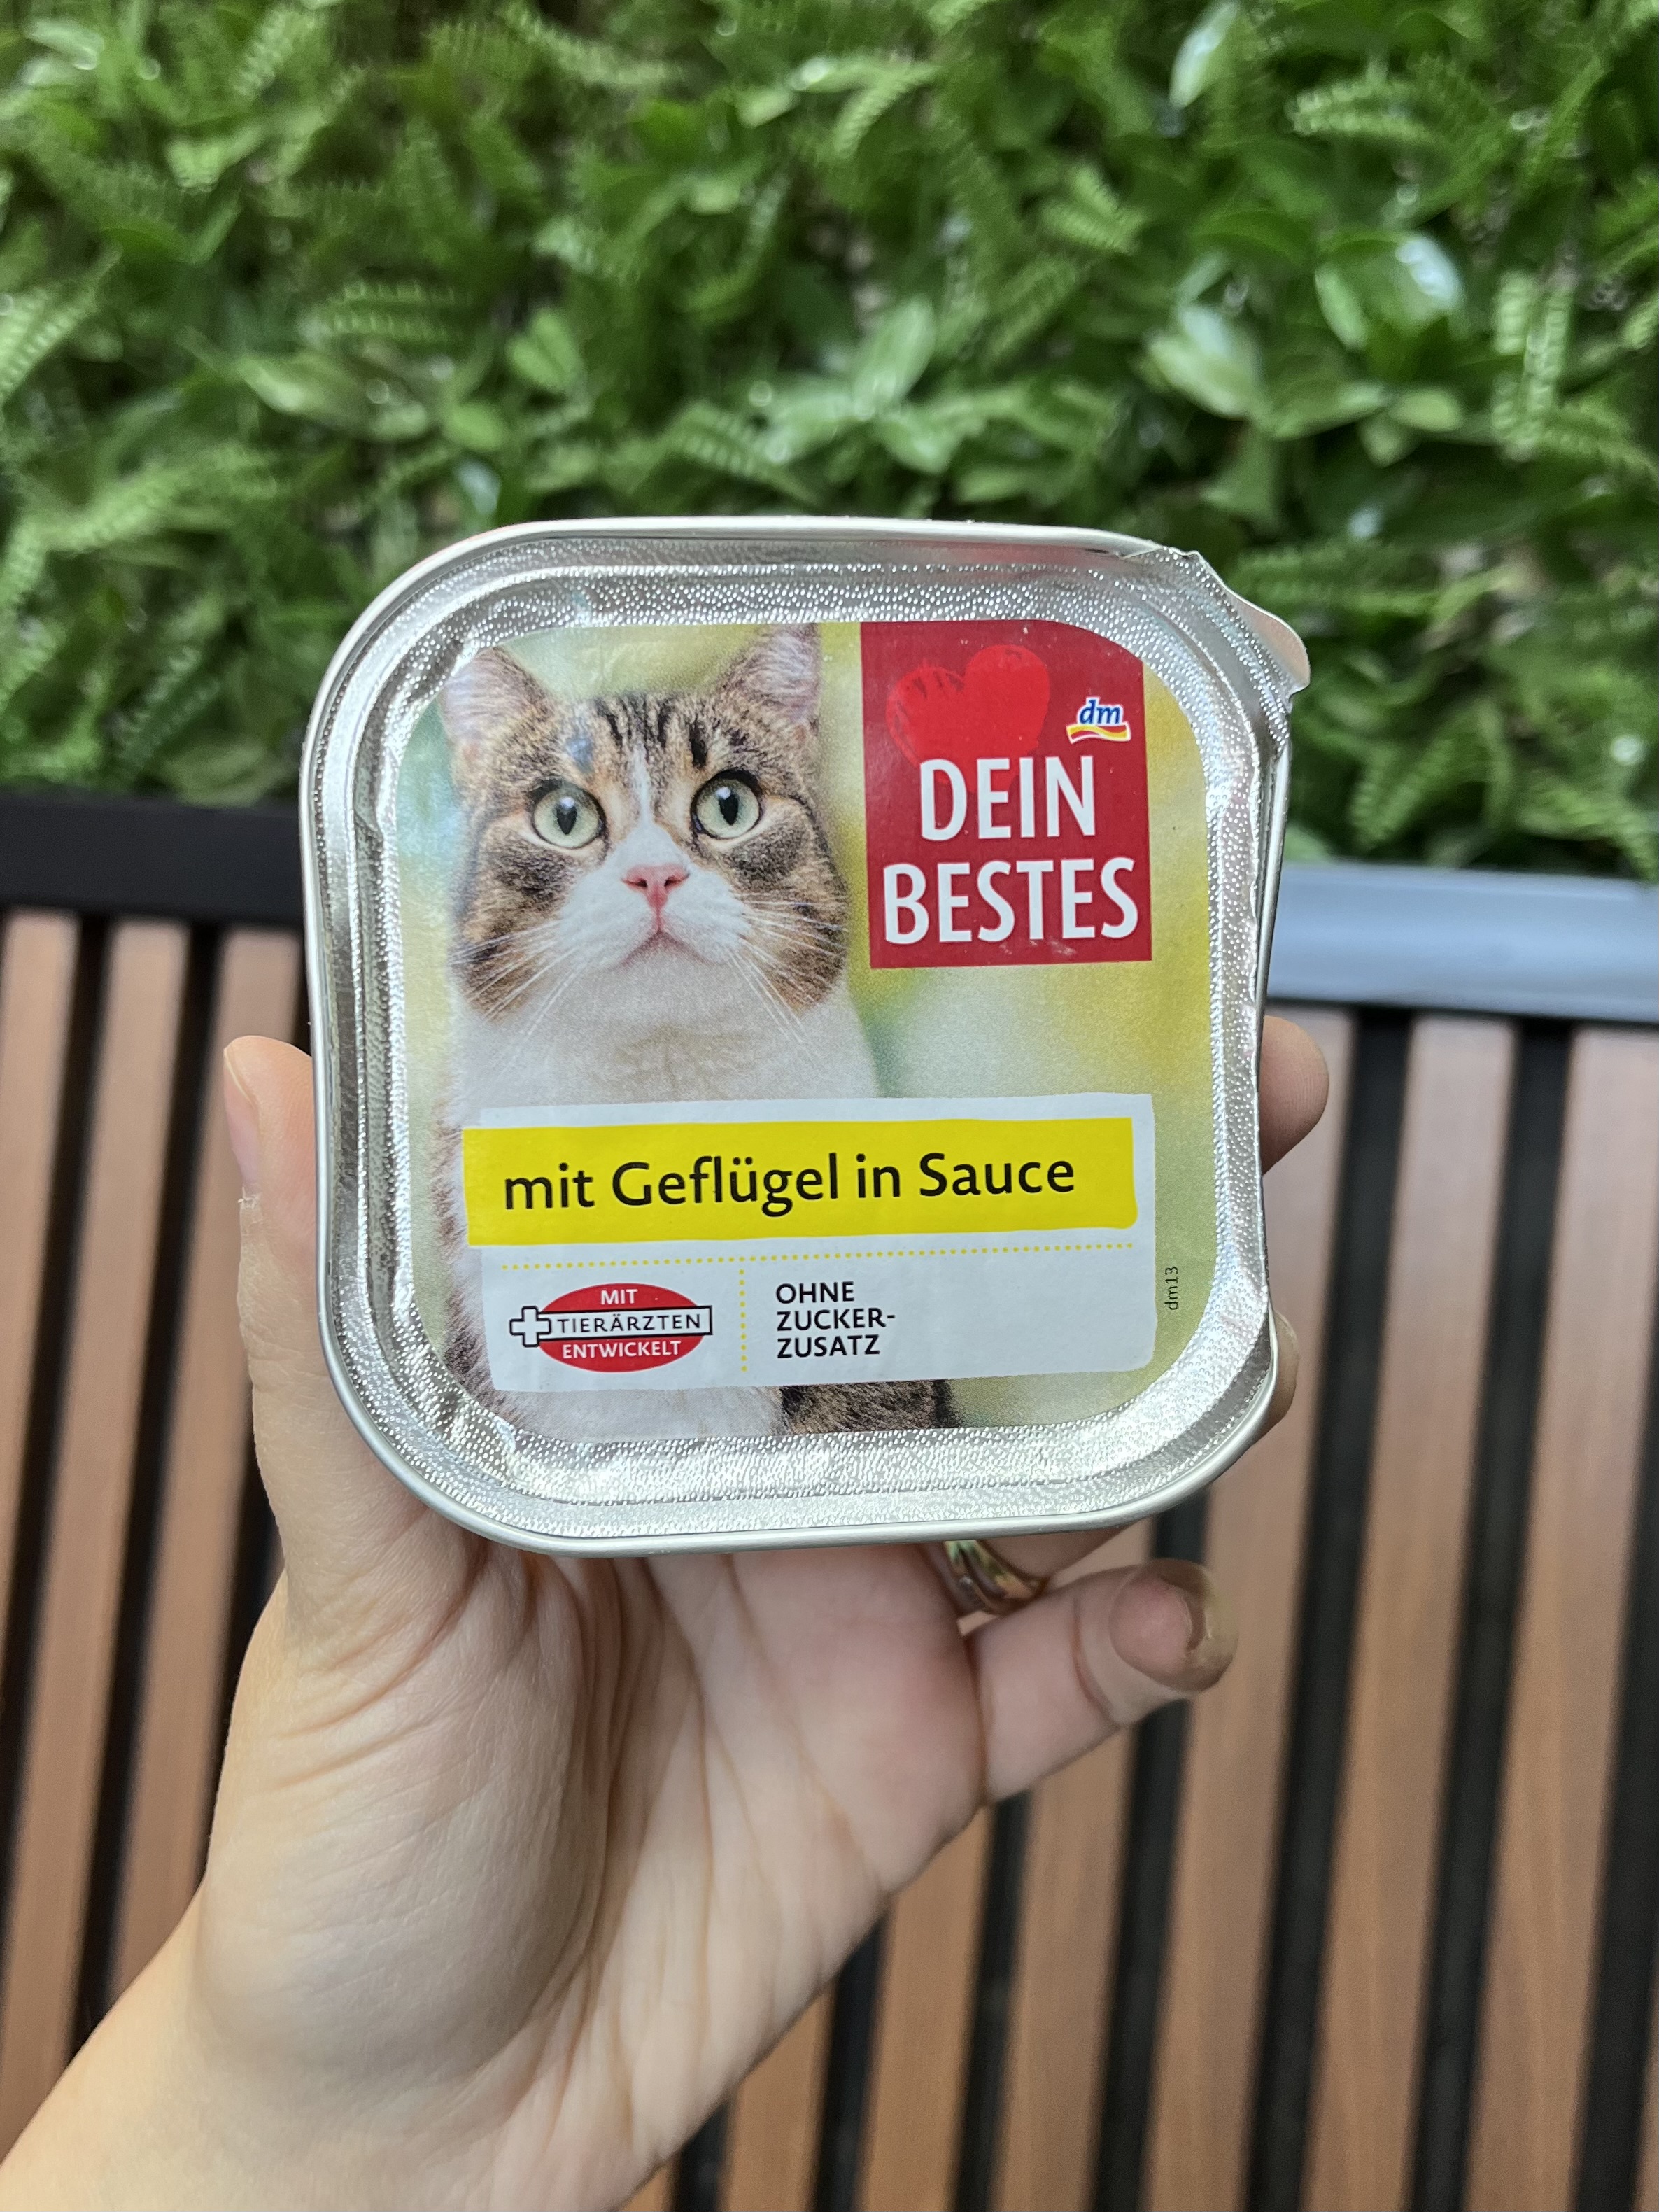 dm
DEIN
BESTES
mit Geflügel in Sauce
MIT
TIERÄRZTEN
ENTWICKELT
OHNE
ZUCKER-
ZUSATZ
dm13